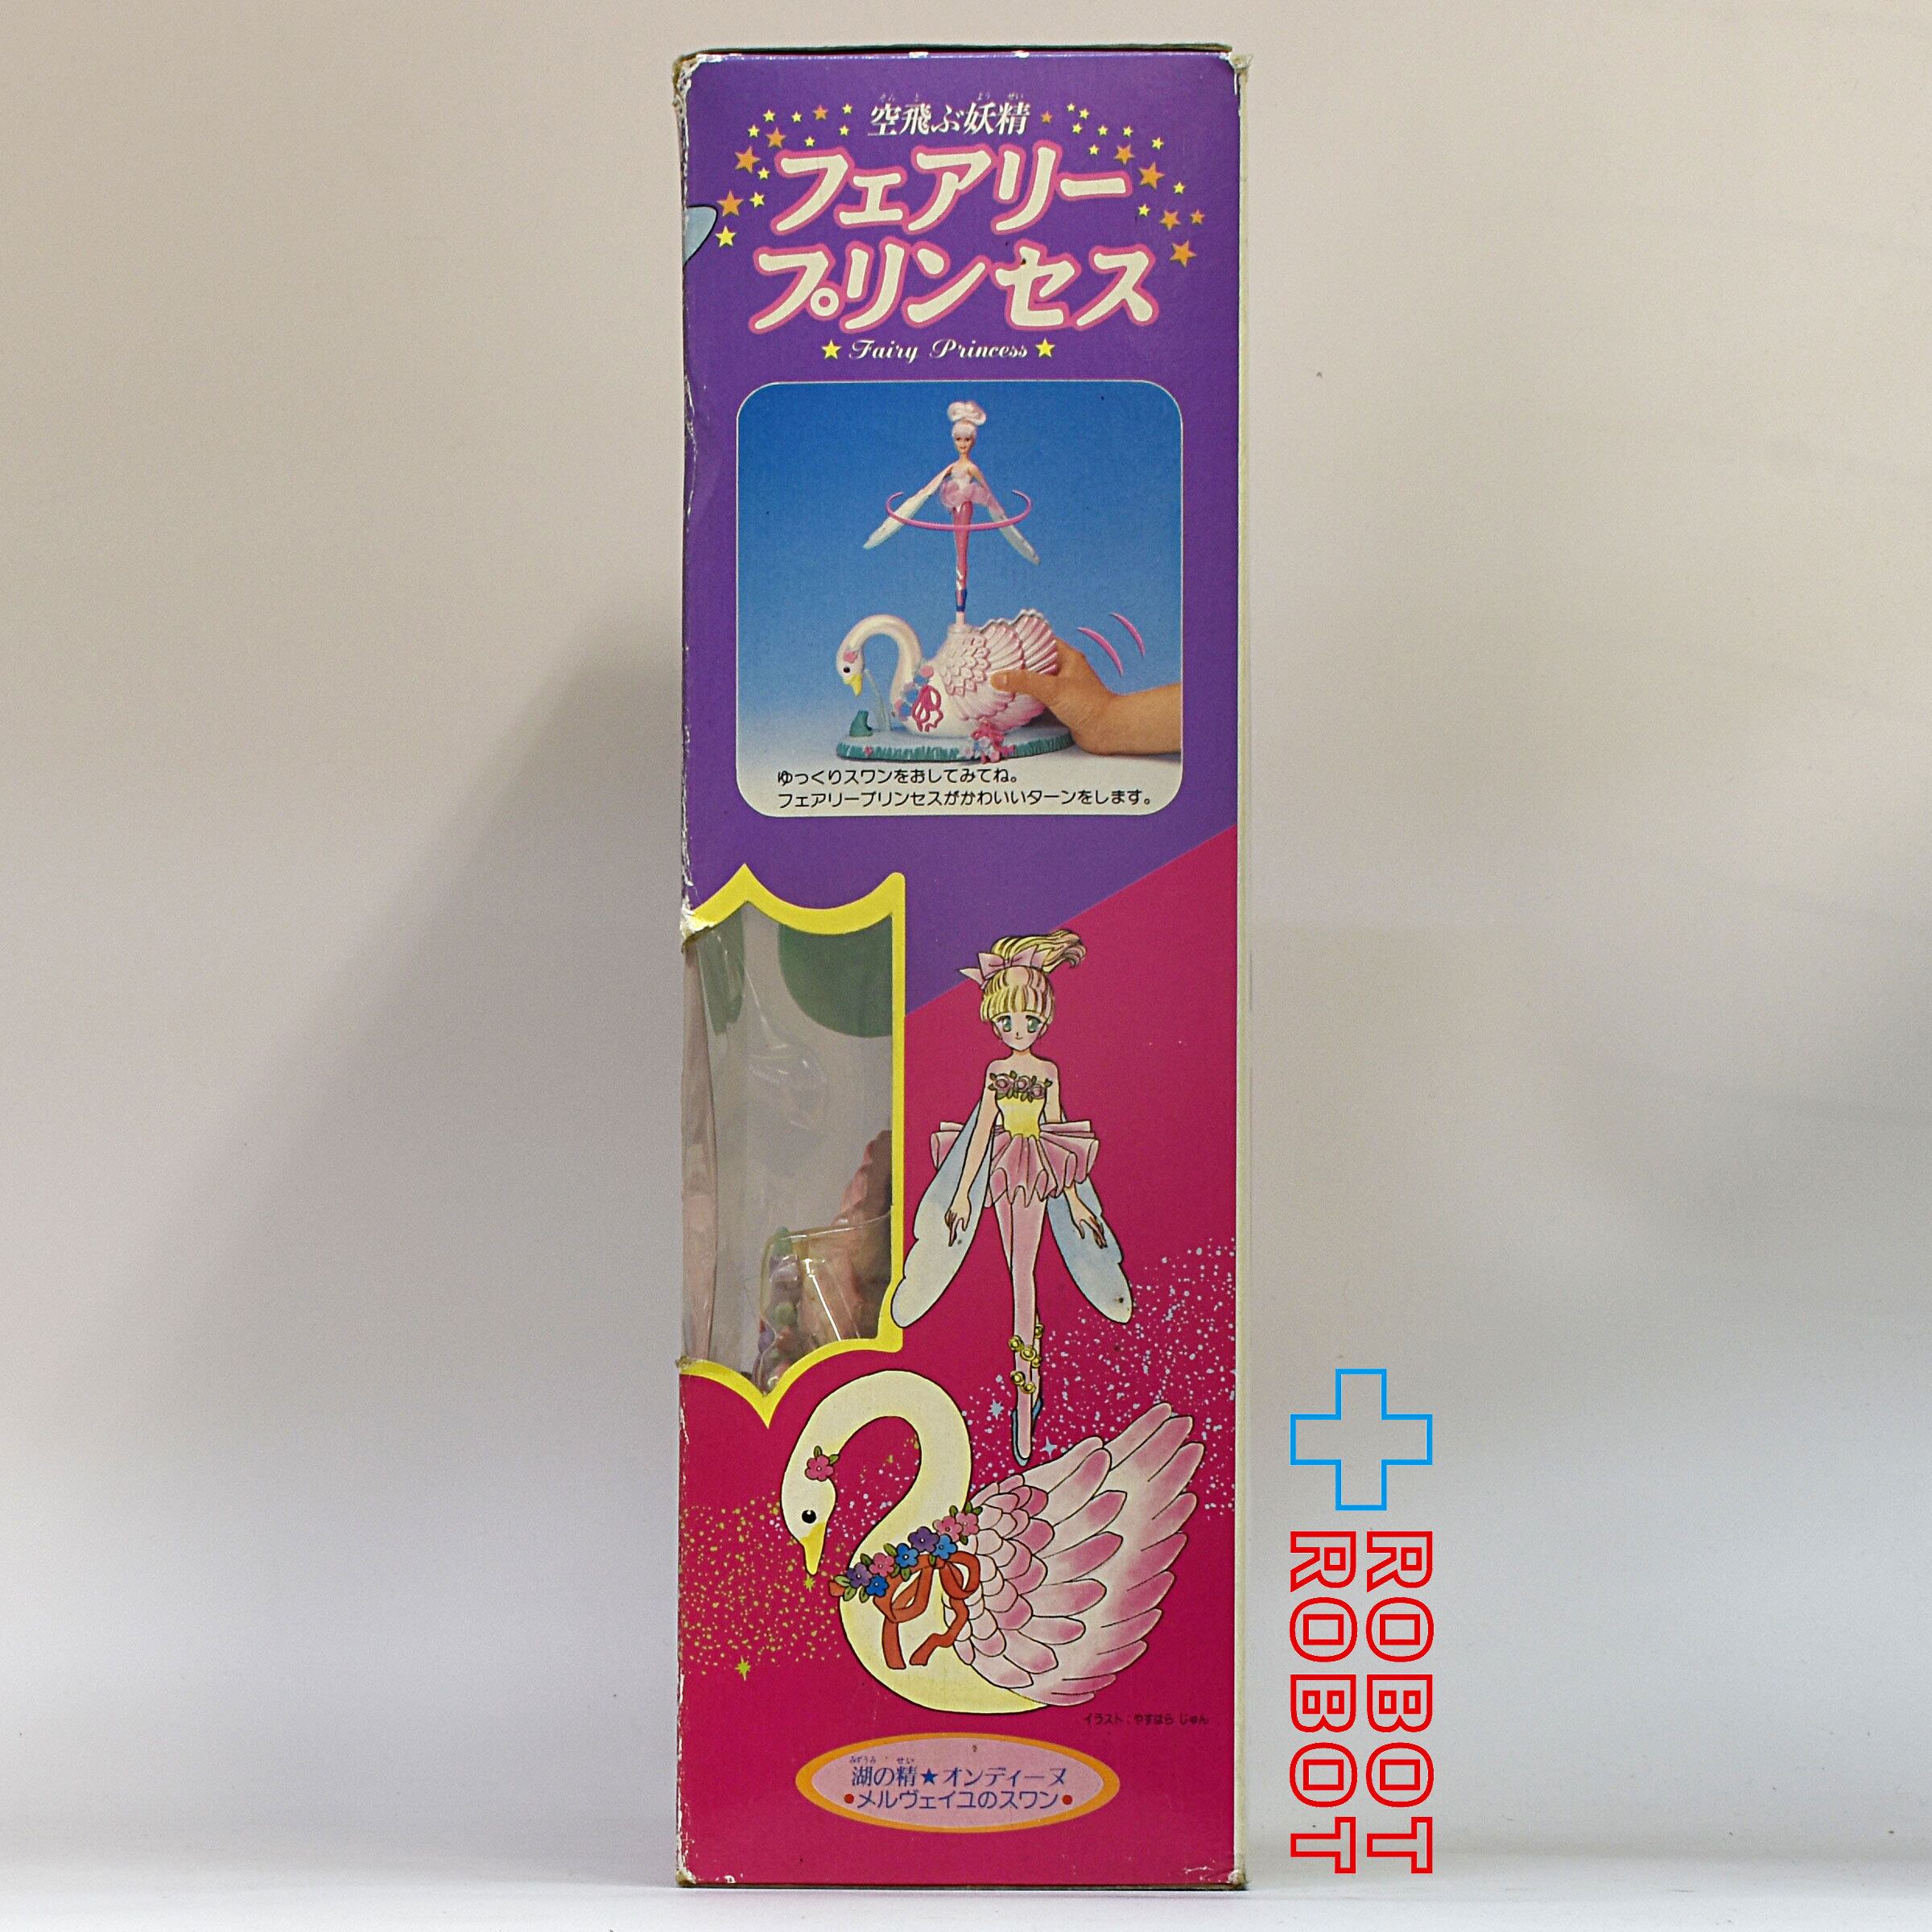 空飛ぶ妖精
フェアリー
プリンセス
Fairy Princess
ゆっくりスワンをおしてみてね。
フェアリープリンセスがかわいいターンをします。
イラスト:やすはら じゅん
湖の精★オンディーヌ
•メルヴェイユのスワン•
ROBOT
ROBOT